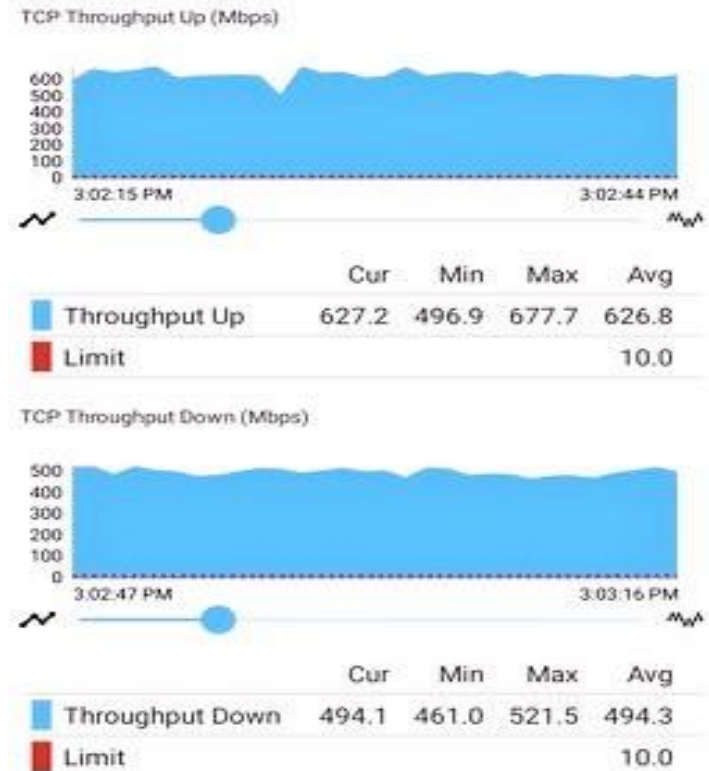 TCP Throughput Up (Mbps)
600
500
400
300
200
100
0
3:02:15 PM 3:02:44 PM
Cur Min Max Avg
Throughput Up 627.2 496.9 677.7 626.8
Limit 10.0
TCP Throughput Down (Mbps)
500
400
300
200
100
0
3:02:47 PM 3:03:16 PM
Cur Min Max Avg
Throughput Down 494.1 461.0 521.5 494.3
Limit 10.0